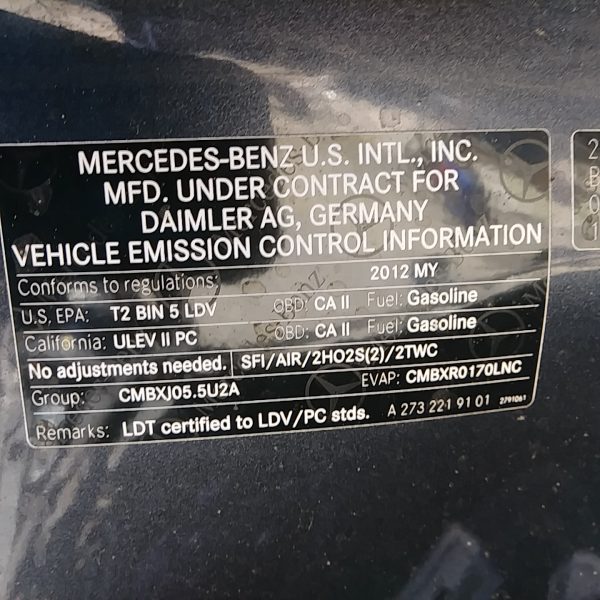 MERCEDES-BENZ U.S. INTL., INC.
MFD. UNDER CONTRACT FOR
DAIMLER AG, GERMANY
VEHICLE EMISSION CONTROL INFORMATION
Conforms to regulations: 2012 MY
U.S. EPA: T2 BIN 5 LDV OBD: CA II Fuel: Gasoline
California: ULEV II PC OBD: CA II Fuel: Gasoline
No adjustments needed. SFI/AIR/2HO2S(2)/2TWC
Group: CMBXJ05.5U2A EVAP: CMBXR0170LNC
Remarks: LDT certified to LDV/PC stds. A 273 221 91 01 2791061
2
B
O
1